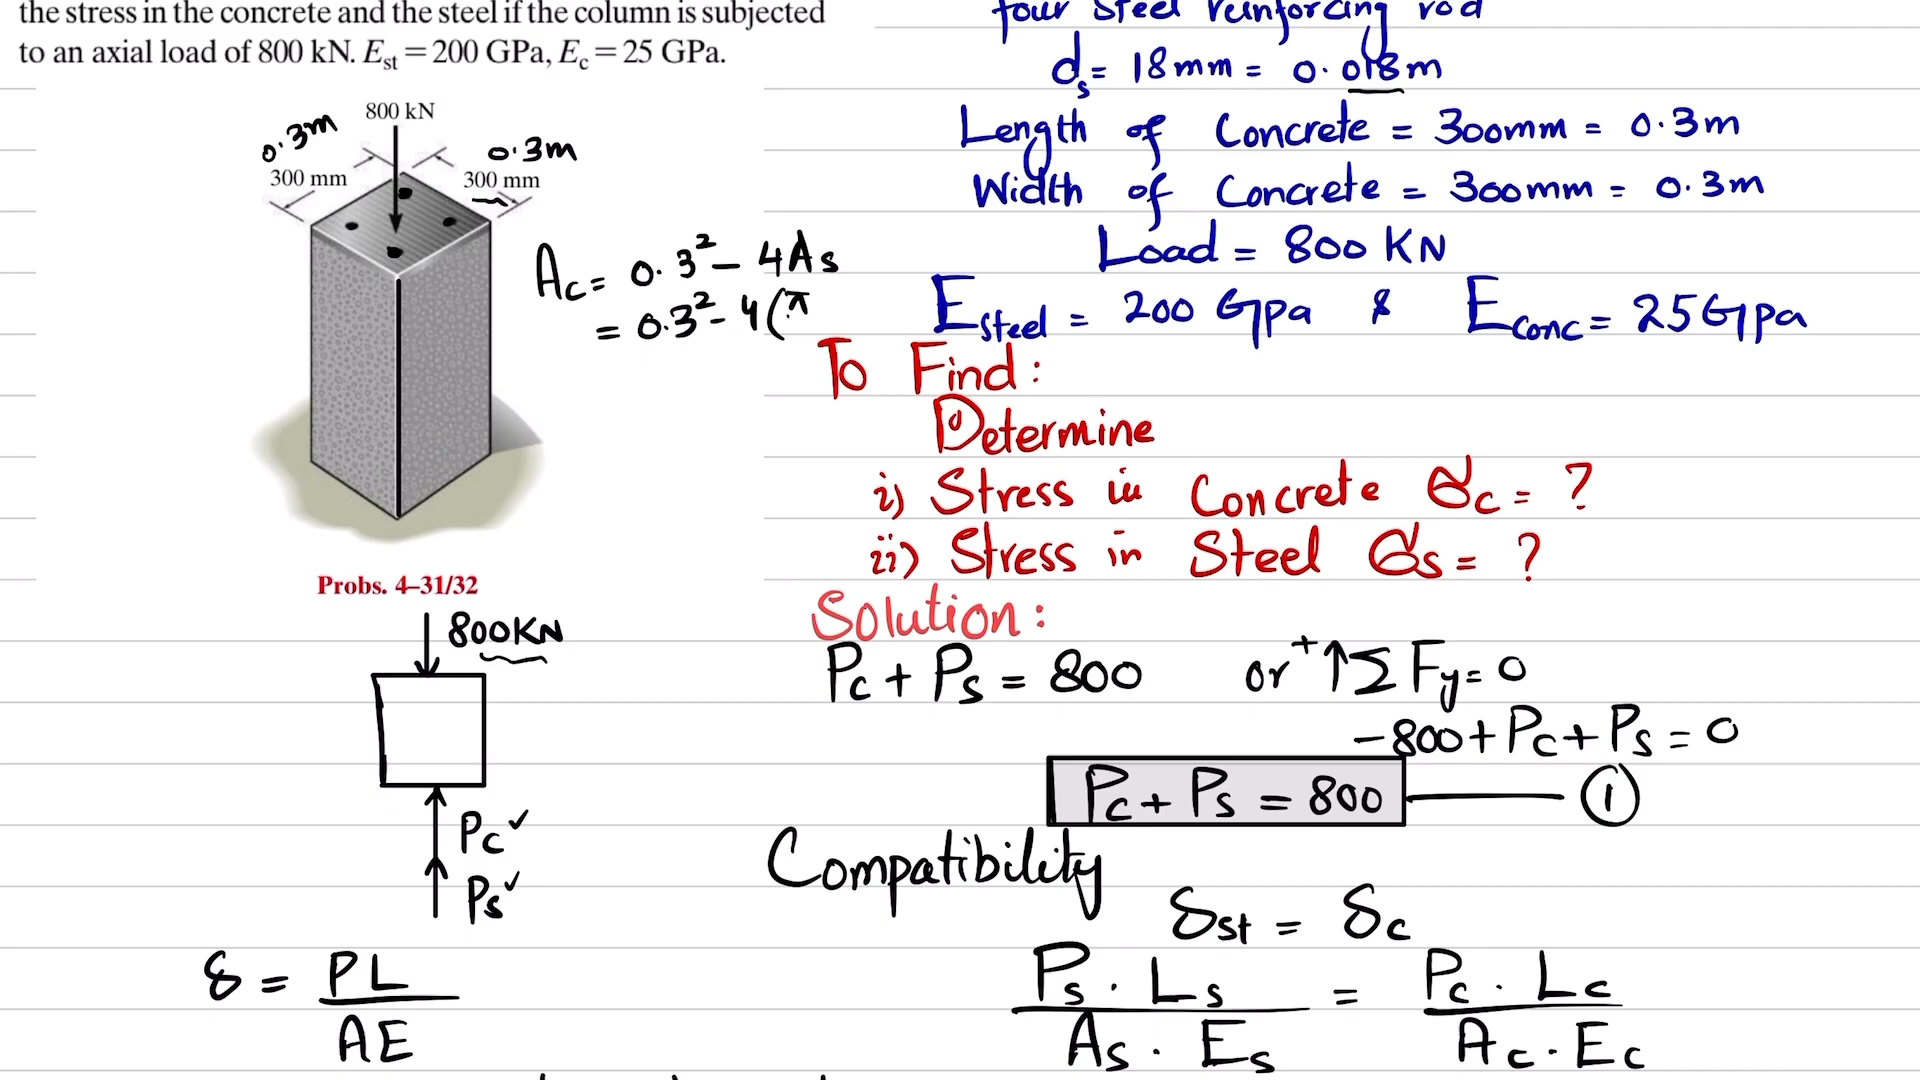 the stress in the concrete and the steel if the column is subjected
to an axial load of 800 kN. Est = 200 GPa, Ec = 25 GPa.
four steel reinforcing rod
ds = 18mm = 0.018m
Length of Concrete = 300mm = 0.3m
Width of Concrete = 300mm = 0.3m
Load = 800 KN
Esteel = 200 Gpa & Econc = 25 Gpa
800 kN
0.3m
0.3m
300 mm
300 mm
Ac = 0.3² - 4As
= 0.3² - 4(π
Probs. 4–31/32
To Find:
Determine
i) Stress in Concrete σc = ?
ii) Stress in Steel σs = ?
Solution:
Pc + Ps = 800 or +↑Σ Fy = 0
-800 + Pc + Ps = 0
Pc + Ps = 800 ①
800KN
Pc ✓
Ps ✓
Compatibility
δst = δc
Ps . Ls / As . Es = Pc . Lc / Ac . Ec
δ = PL / AE